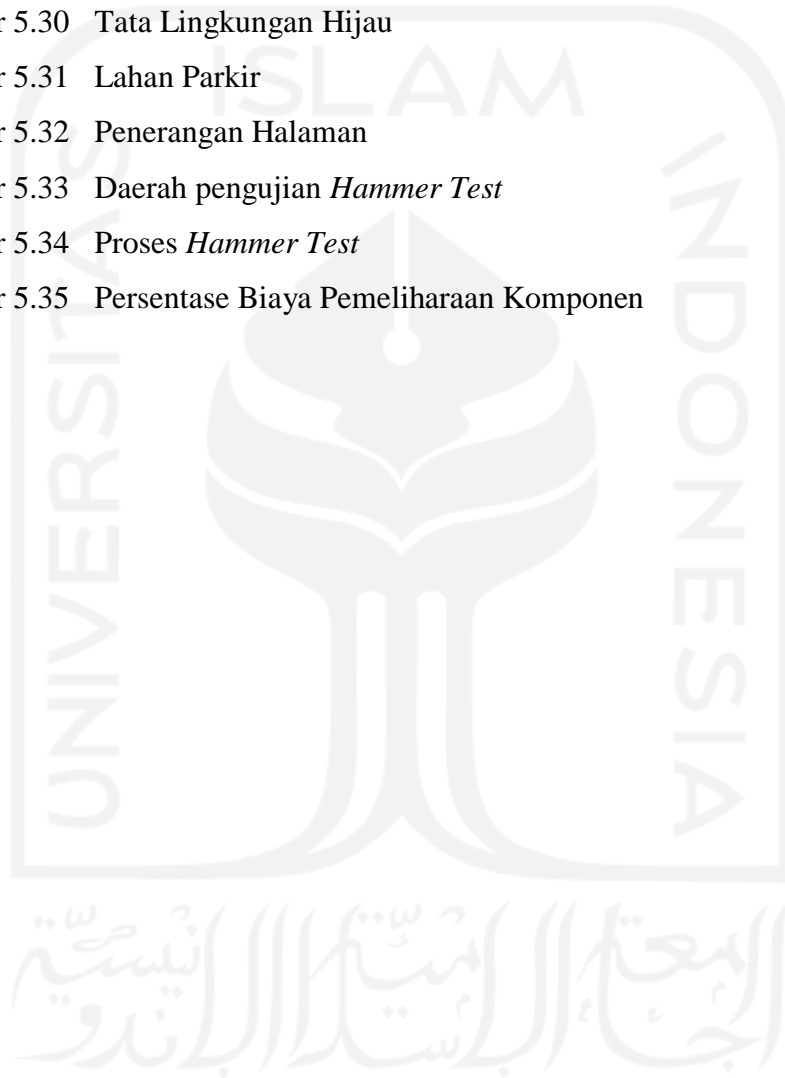 r 5.30 Tata Lingkungan Hijau
r 5.31 Lahan Parkir
r 5.32 Penerangan Halaman
r 5.33 Daerah pengujian Hammer Test
r 5.34 Proses Hammer Test
r 5.35 Persentase Biaya Pemeliharaan Komponen
ISLAM
UNIVERSITAS
INDONESIA